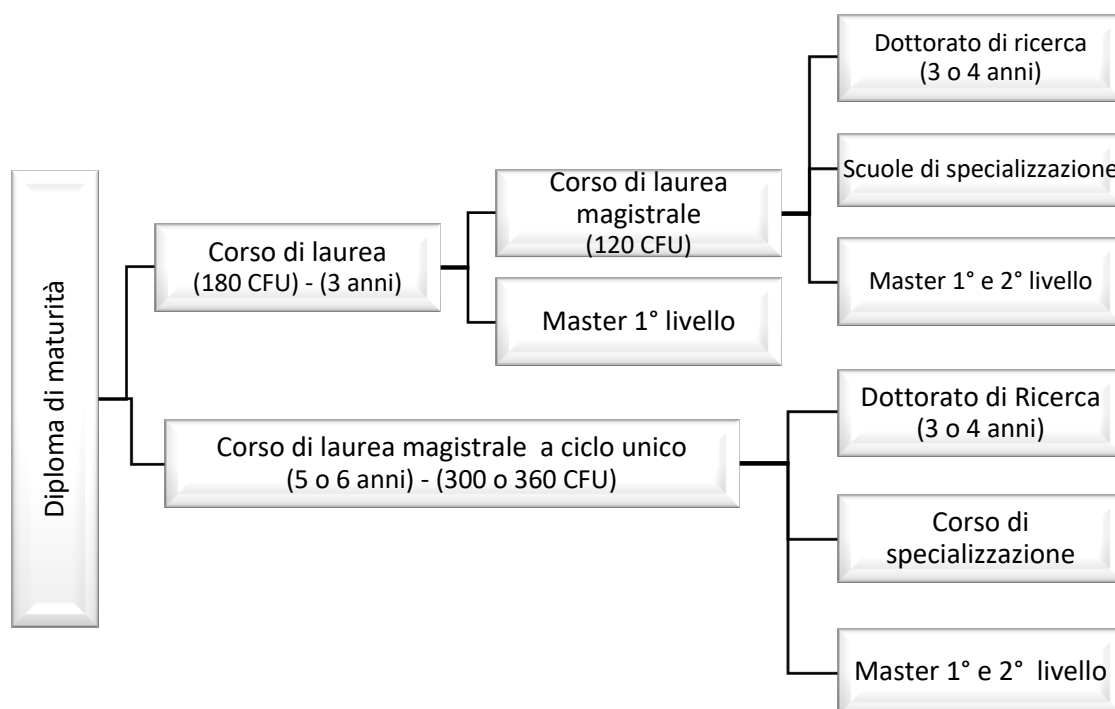 Diploma di maturità
Corso di laurea
(180 CFU) - (3 anni)
Corso di laurea
magistrale
(120 CFU)
Dottorato di ricerca
(3 o 4 anni)
Scuole di specializzazione
Master 1° e 2° livello
Master 1° livello
Corso di laurea magistrale a ciclo unico
(5 o 6 anni) - (300 o 360 CFU)
Dottorato di Ricerca
(3 o 4 anni)
Corso di
specializzazione
Master 1° e 2° livello